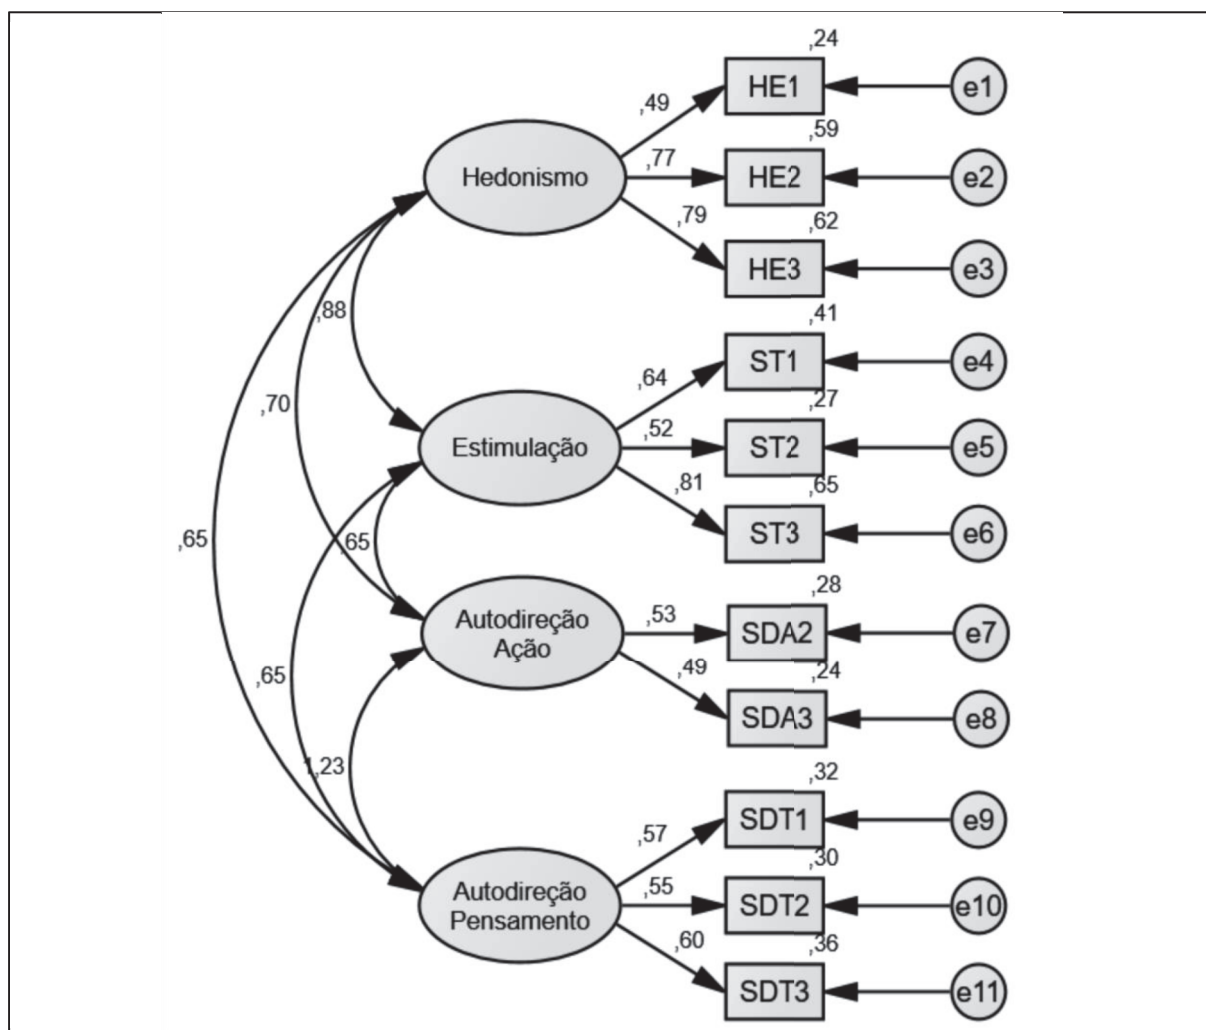 ,24
HE1
e1
,49
,59
Hedonismo
,77
HE2
e2
,79
,62
HE3
e3
,88
,41
ST1
e4
,64
,70
,27
Estimulação
,52
ST2
e5
,81
,65
ST3
e6
,65
,65
,28
Autodireção
Ação
,53
SDA2
e7
,49
,24
,65
SDA3
e8
1,23
,32
SDT1
e9
,57
,30
Autodireção
Pensamento
,55
SDT2
e10
,60
,36
SDT3
e11